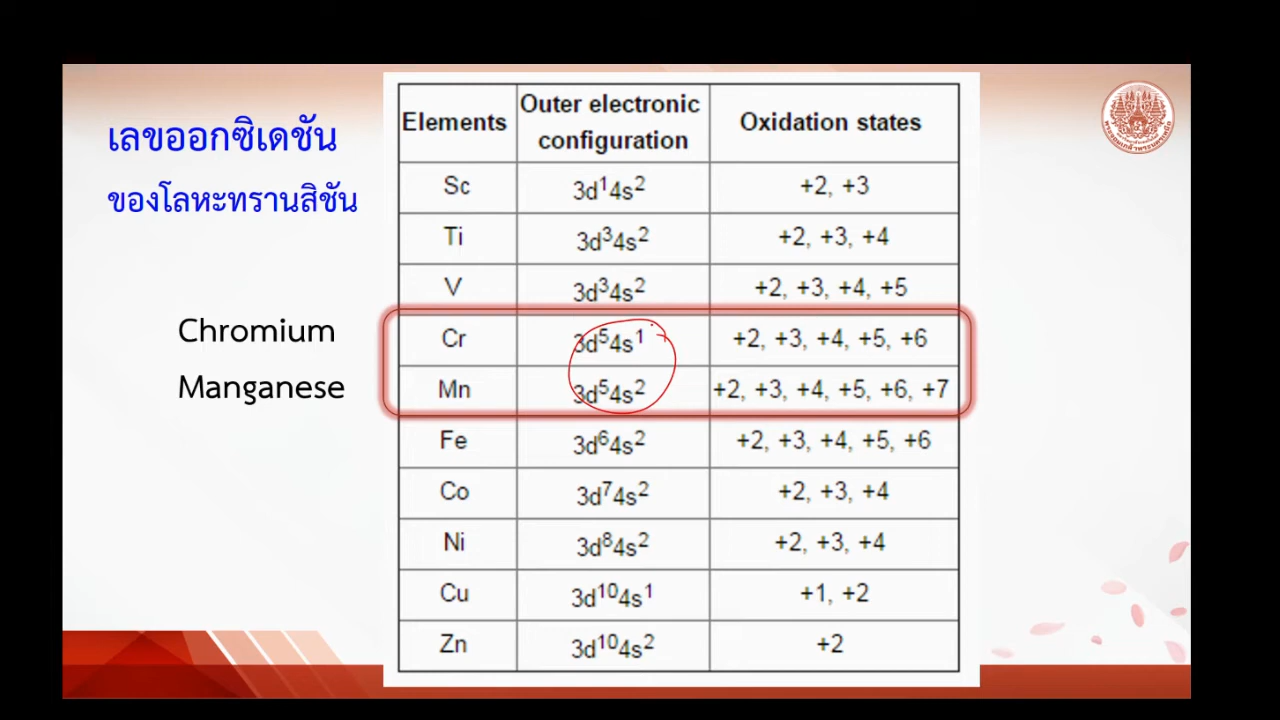 เลขออกซิเดชัน
ของโลหะทรานสิชัน
Chromium
Manganese
Elements Outer electronic configuration Oxidation states
Sc 3d¹4s² +2, +3
Ti 3d³4s² +2, +3, +4
V 3d³4s² +2, +3, +4, +5
Cr 3d⁵4s¹ +2, +3, +4, +5, +6
Mn 3d⁵4s² +2, +3, +4, +5, +6, +7
Fe 3d⁶4s² +2, +3, +4, +5, +6
Co 3d⁷4s² +2, +3, +4
Ni 3d⁸4s² +2, +3, +4
Cu 3d¹⁰4s¹ +1, +2
Zn 3d¹⁰4s² +2